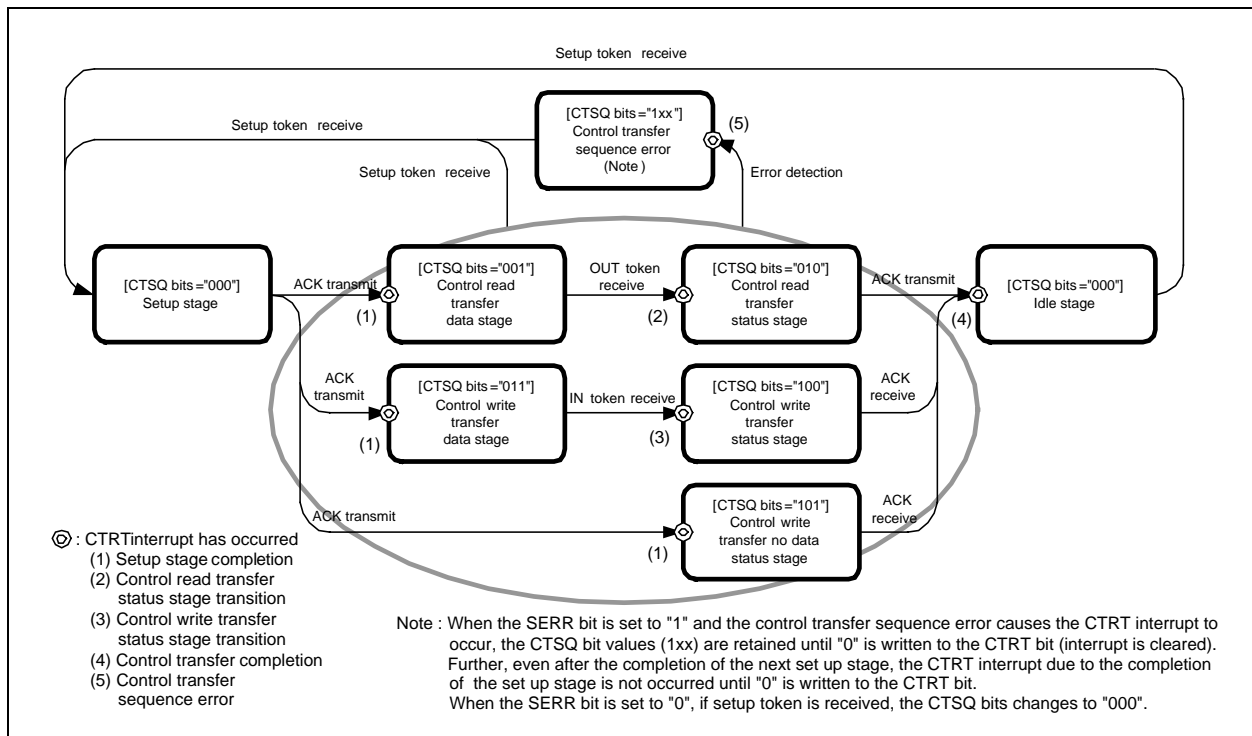 Setup token receive
[CTSQ bits ="1xx"]
Control transfer
sequence error
(Note )
(5)
Setup token receive
Setup token receive
Error detection
[CTSQ bits ="000"]
Setup stage
ACK transmit
(1)
[CTSQ bits ="001"]
Control read
transfer
data stage
OUT token
receive
(2)
[CTSQ bits ="010"]
Control read
transfer
status stage
ACK transmit
(4)
[CTSQ bits ="000"]
Idle stage
ACK
transmit
(1)
[CTSQ bits ="011"]
Control write
transfer
data stage
IN token receive
(3)
[CTSQ bits ="100"]
Control write
transfer
status stage
ACK
receive
ACK transmit
(1)
[CTSQ bits ="101"]
Control write
transfer no data
status stage
ACK
receive
: CTRTinterrupt has occurred
(1) Setup stage completion
(2) Control read transfer
status stage transition
(3) Control write transfer
status stage transition
(4) Control transfer completion
(5) Control transfer
sequence error
Note : When the SERR bit is set to "1" and the control transfer sequence error causes the CTRT interrupt to
occur, the CTSQ bit values (1xx) are retained until "0" is written to the CTRT bit (interrupt is cleared).
Further, even after the completion of the next set up stage, the CTRT interrupt due to the completion
of the set up stage is not occurred until "0" is written to the CTRT bit.
When the SERR bit is set to "0", if setup token is received, the CTSQ bits changes to "000".